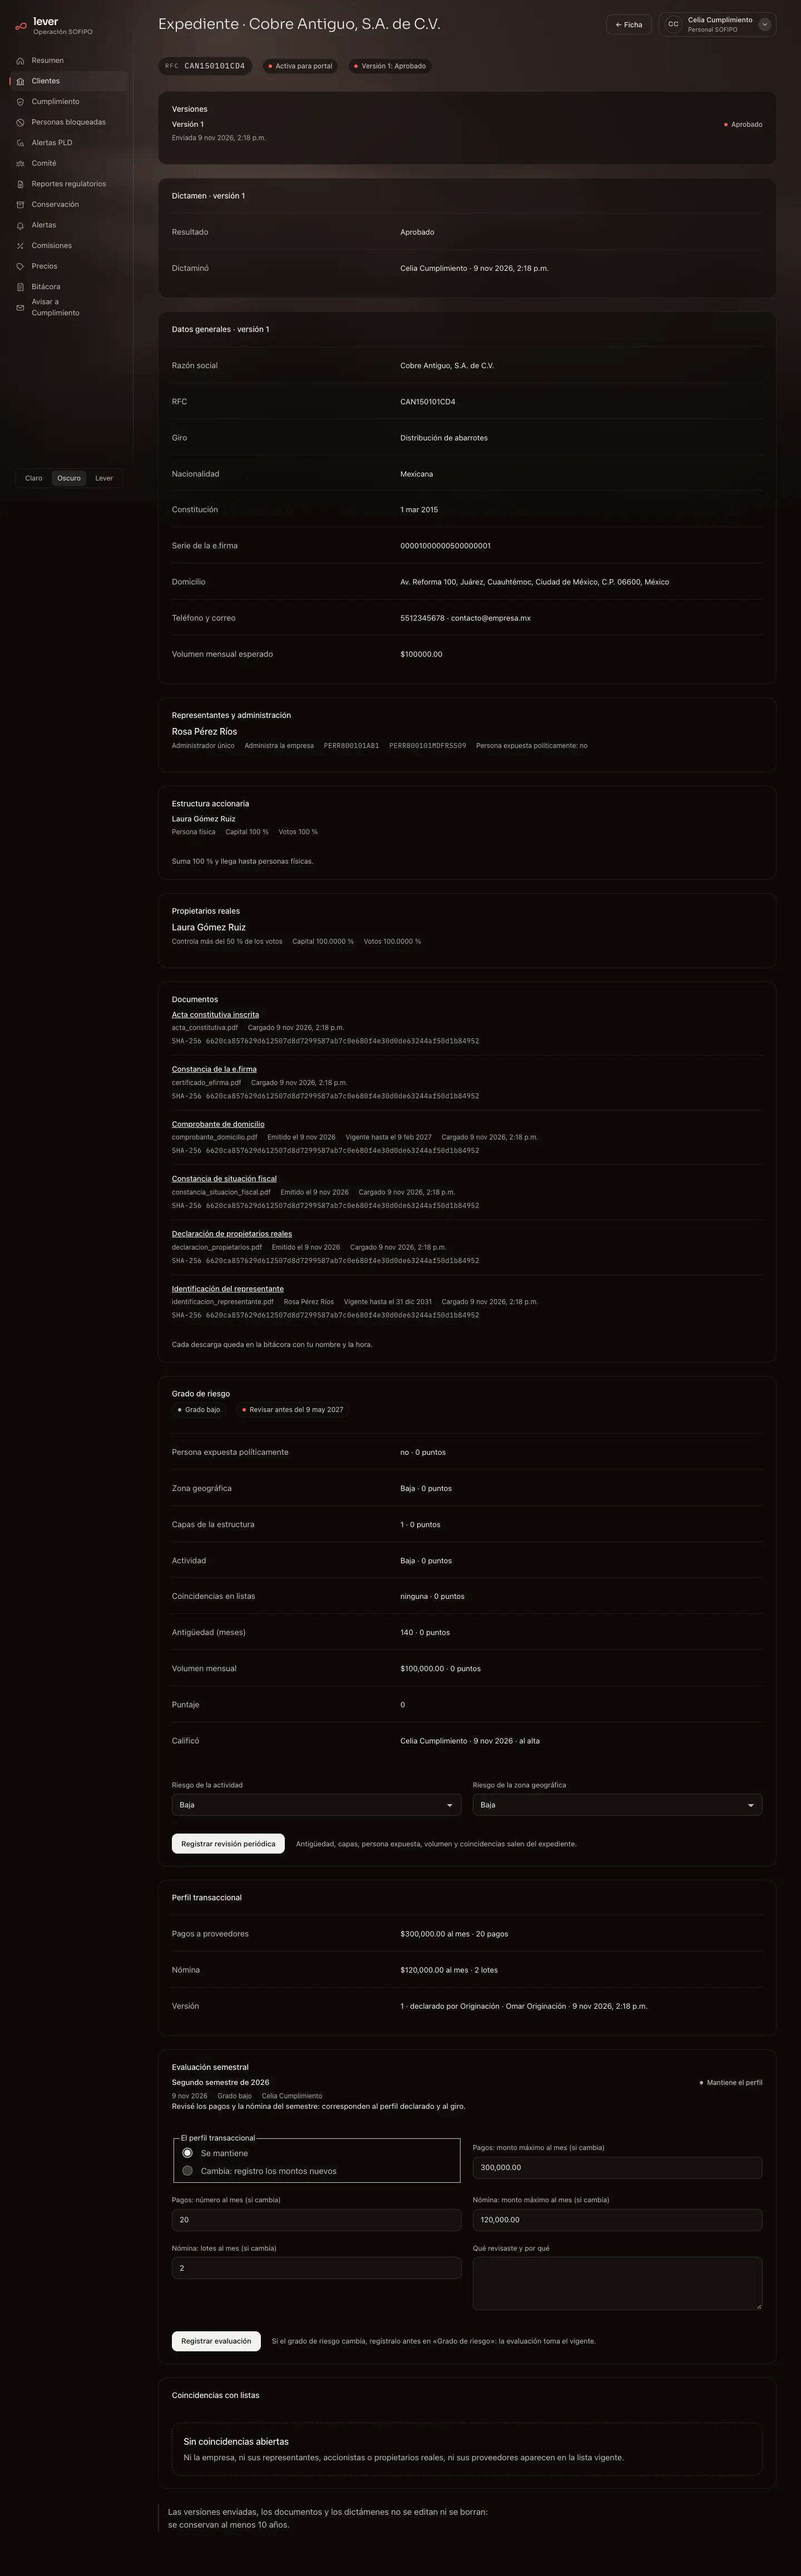 lever
Operación SOFIPO
Resumen
Clientes
Cumplimiento
Personas bloqueadas
Alertas PLD
Comité
Reportes regulatorios
Conservación
Alertas
Comisiones
Precios
Bitácora
Avisar a
Cumplimiento
Claro Oscuro Lever
Expediente · Cobre Antiguo, S.A. de C.V.
← Ficha
CC
Celia Cumplimiento
Personal SOFIPO
RFC CAN150101CD4
Activa para portal
Versión 1: Aprobado
Versiones
Versión 1
Aprobado
Enviada 9 nov 2026, 2:18 p.m.
Dictamen · versión 1
Resultado Aprobado
Dictaminó Celia Cumplimiento · 9 nov 2026, 2:18 p.m.
Datos generales · versión 1
Razón social Cobre Antiguo, S.A. de C.V.
RFC CAN150101CD4
Giro Distribución de abarrotes
Nacionalidad Mexicana
Constitución 1 mar 2015
Serie de la e.firma 00001000000500000001
Domicilio Av. Reforma 100, Juárez, Cuauhtémoc, Ciudad de México, C.P. 06600, México
Teléfono y correo 5512345678 · contacto@empresa.mx
Volumen mensual esperado $100000.00
Representantes y administración
Rosa Pérez Ríos
Administrador único Administra la empresa PERR800101AB1 PERR800101MDFRSS09 Persona expuesta políticamente: no
Estructura accionaria
Laura Gómez Ruiz
Persona física Capital 100 % Votos 100 %
Suma 100 % y llega hasta personas físicas.
Propietarios reales
Laura Gómez Ruiz
Controla más del 50 % de los votos Capital 100.0000 % Votos 100.0000 %
Documentos
Acta constitutiva inscrita
acta_constitutiva.pdf Cargado 9 nov 2026, 2:18 p.m.
SHA-256 6620ca857629d612507d8d7299587ab7c0e680f4e30d0de63244af50d1b84952
Constancia de la e.firma
certificado_efirma.pdf Cargado 9 nov 2026, 2:18 p.m.
SHA-256 6620ca857629d612507d8d7299587ab7c0e680f4e30d0de63244af50d1b84952
Comprobante de domicilio
comprobante_domicilio.pdf Emitido el 9 nov 2026 Vigente hasta el 9 feb 2027 Cargado 9 nov 2026, 2:18 p.m.
SHA-256 6620ca857629d612507d8d7299587ab7c0e680f4e30d0de63244af50d1b84952
Constancia de situación fiscal
constancia_situacion_fiscal.pdf Emitido el 9 nov 2026 Cargado 9 nov 2026, 2:18 p.m.
SHA-256 6620ca857629d612507d8d7299587ab7c0e680f4e30d0de63244af50d1b84952
Declaración de propietarios reales
declaracion_propietarios.pdf Emitido el 9 nov 2026 Cargado 9 nov 2026, 2:18 p.m.
SHA-256 6620ca857629d612507d8d7299587ab7c0e680f4e30d0de63244af50d1b84952
Identificación del representante
identificacion_representante.pdf Rosa Pérez Ríos Vigente hasta el 31 dic 2031 Cargado 9 nov 2026, 2:18 p.m.
SHA-256 6620ca857629d612507d8d7299587ab7c0e680f4e30d0de63244af50d1b84952
Cada descarga queda en la bitácora con tu nombre y la hora.
Grado de riesgo
Grado bajo
Revisar antes del 9 may 2027
Persona expuesta políticamente no · 0 puntos
Zona geográfica Baja · 0 puntos
Capas de la estructura 1 · 0 puntos
Actividad Baja · 0 puntos
Coincidencias en listas ninguna · 0 puntos
Antigüedad (meses) 140 · 0 puntos
Volumen mensual $100,000.00 · 0 puntos
Puntaje 0
Calificó Celia Cumplimiento · 9 nov 2026 · al alta
Riesgo de la actividad Riesgo de la zona geográfica
Baja Baja
Registrar revisión periódica Antigüedad, capas, persona expuesta, volumen y coincidencias salen del expediente.
Perfil transaccional
Pagos a proveedores $300,000.00 al mes · 20 pagos
Nómina $120,000.00 al mes · 2 lotes
Versión 1 · declarado por Originación · Omar Originación · 9 nov 2026, 2:18 p.m.
Evaluación semestral
Segundo semestre de 2026
Mantiene el perfil
9 nov 2026 Grado bajo Celia Cumplimiento
Revisé los pagos y la nómina del semestre: corresponden al perfil declarado y al giro.
El perfil transaccional
Se mantiene
Cambia: registro los montos nuevos
Pagos: monto máximo al mes (si cambia)
300,000.00
Pagos: número al mes (si cambia)
20
Nómina: monto máximo al mes (si cambia)
120,000.00
Nómina: lotes al mes (si cambia)
2
Qué revisaste y por qué
Registrar evaluación Si el grado de riesgo cambia, regístralo antes en «Grado de riesgo»: la evaluación toma el vigente.
Coincidencias con listas
Sin coincidencias abiertas
Ni la empresa, ni sus representantes, accionistas o propietarios reales, ni sus proveedores aparecen en la lista vigente.
Las versiones enviadas, los documentos y los dictámenes no se editan ni se borran:
se conservan al menos 10 años.